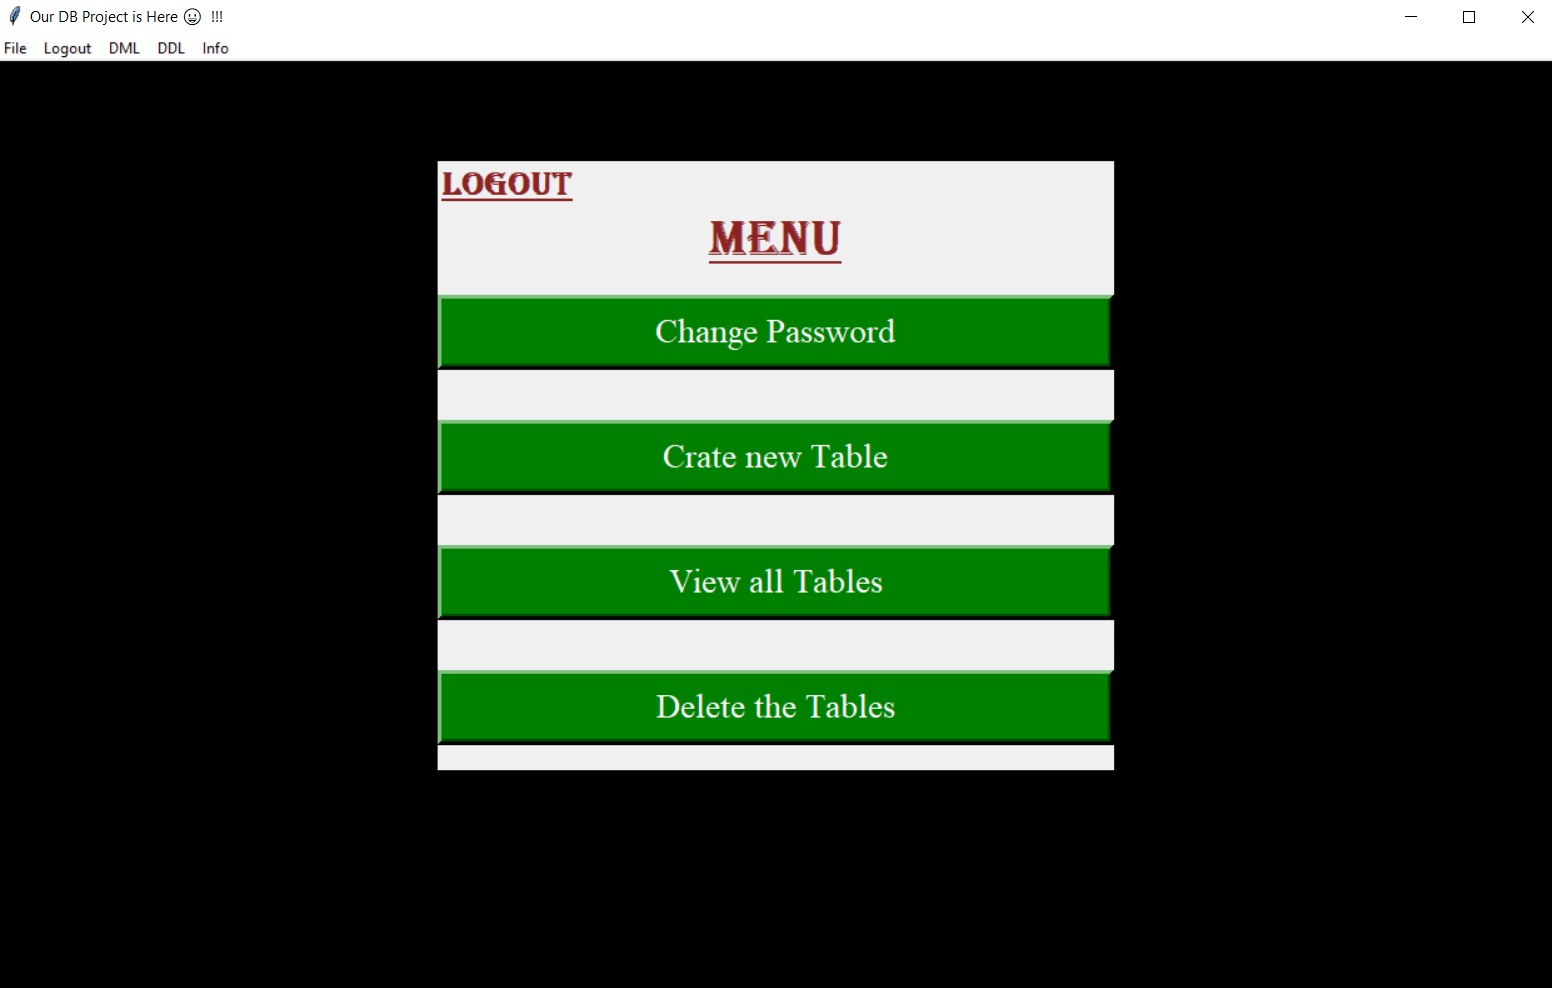 Our DB Project is Here 😀 !!!
File Logout DML DDL Info
LOGOUT
MENU
Change Password
Crate new Table
View all Tables
Delete the Tables